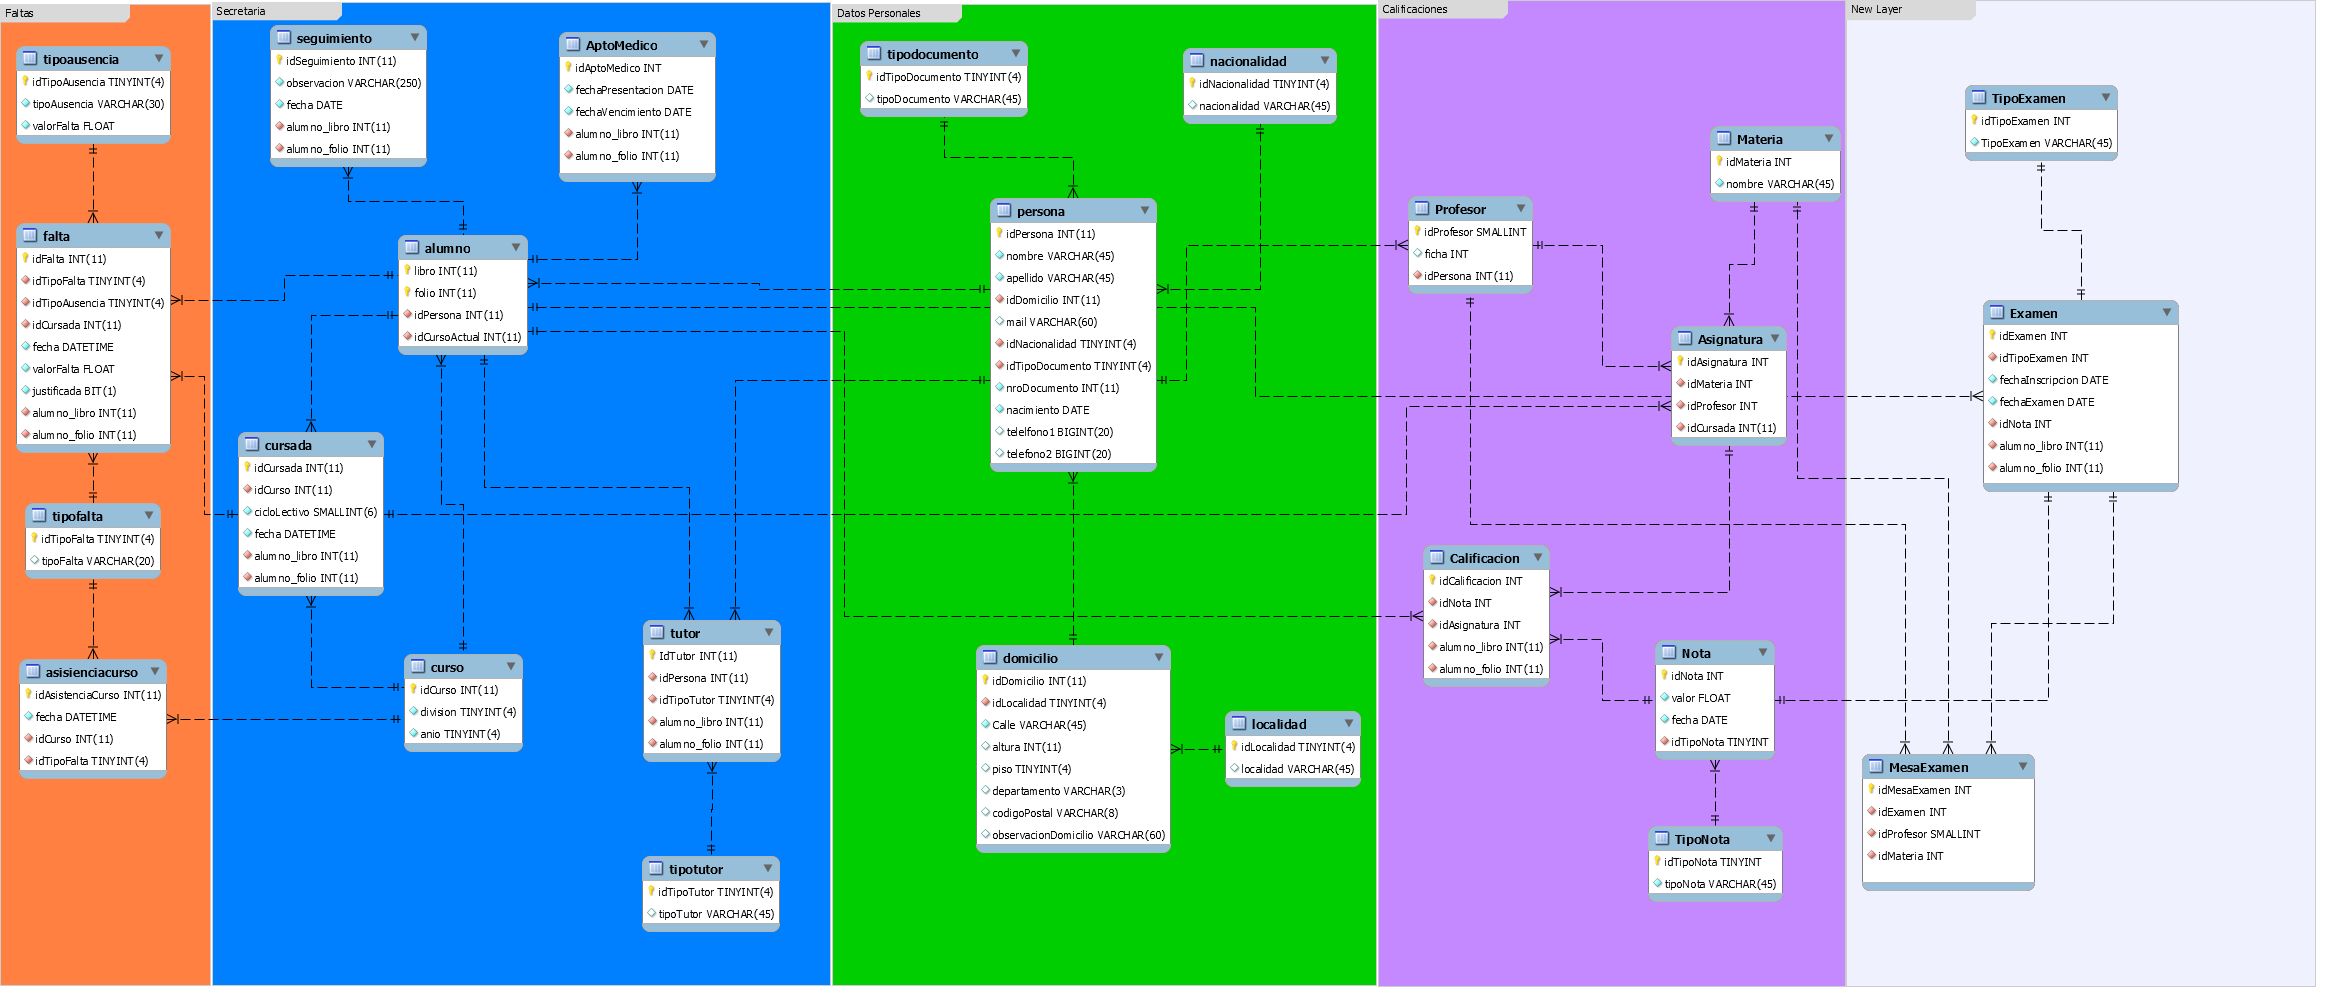 Faltas
tipoausencia
idTipoAusencia TINYINT(4)
tipoAusencia VARCHAR(30)
valorFalta FLOAT
falta
idFalta INT(11)
idTipoFalta TINYINT(4)
idTipoAusencia TINYINT(4)
idCursada INT(11)
fecha DATETIME
valorFalta FLOAT
justificada BIT(1)
alumno_libro INT(11)
alumno_folio INT(11)
tipofalta
idTipoFalta TINYINT(4)
tipoFalta VARCHAR(20)
asisienciacurso
idAsistenciaCurso INT(11)
fecha DATETIME
idCurso INT(11)
idTipoFalta TINYINT(4)
Secretaria
seguimiento
idSeguimiento INT(11)
observacion VARCHAR(250)
fecha DATE
alumno_libro INT(11)
alumno_folio INT(11)
AptoMedico
idAptoMedico INT
fechaPresentacion DATE
fechaVencimiento DATE
alumno_libro INT(11)
alumno_folio INT(11)
alumno
libro INT(11)
folio INT(11)
idPersona INT(11)
idCursoActual INT(11)
cursada
idCursada INT(11)
idCurso INT(11)
cicloLectivo SMALLINT(6)
fecha DATETIME
alumno_libro INT(11)
alumno_folio INT(11)
curso
idCurso INT(11)
division TINYINT(4)
anio TINYINT(4)
tutor
IdTutor INT(11)
idPersona INT(11)
idTipoTutor TINYINT(4)
alumno_libro INT(11)
alumno_folio INT(11)
tipotutor
idTipoTutor TINYINT(4)
tipoTutor VARCHAR(45)
Datos Personales
tipodocumento
idTipoDocumento TINYINT(4)
tipoDocumento VARCHAR(45)
nacionalidad
idNacionalidad TINYINT(4)
nacionalidad VARCHAR(45)
persona
idPersona INT(11)
nombre VARCHAR(45)
apellido VARCHAR(45)
idDomicilio INT(11)
mail VARCHAR(60)
idNacionalidad TINYINT(4)
idTipoDocumento TINYINT(4)
nroDocumento INT(11)
nacimiento DATE
telelfono1 BIGINT(20)
telefono2 BIGINT(20)
domicilio
idDomicilio INT(11)
idLocalidad TINYINT(4)
Calle VARCHAR(45)
altura INT(11)
piso TINYINT(4)
departamento VARCHAR(3)
codigoPostal VARCHAR(8)
observacionDomicilio VARCHAR(60)
localidad
idLocalidad TINYINT(4)
localidad VARCHAR(45)
Calificaciones
Materia
idMateria INT
nombre VARCHAR(45)
Profesor
idProfesor SMALLINT
ficha INT
idPersona INT(11)
Asignatura
idAsignatura INT
idMateria INT
idProfesor INT
idCursada INT(11)
Calificacion
idCalificacion INT
idNota INT
idAsignatura INT
alumno_libro INT(11)
alumno_folio INT(11)
Nota
idNota INT
valor FLOAT
fecha DATE
idTipoNota TINYINT
TipoNota
idTipoNota TINYINT
tipoNota VARCHAR(45)
New Layer
TipoExamen
idTipoExamen INT
TipoExamen VARCHAR(45)
Examen
idExamen INT
idTipoExamen INT
fechaInscripcion DATE
fechaExamen DATE
idNota INT
alumno_libro INT(11)
alumno_folio INT(11)
MesaExamen
idMesaExamen INT
idExamen INT
idProfesor SMALLINT
idMateria INT